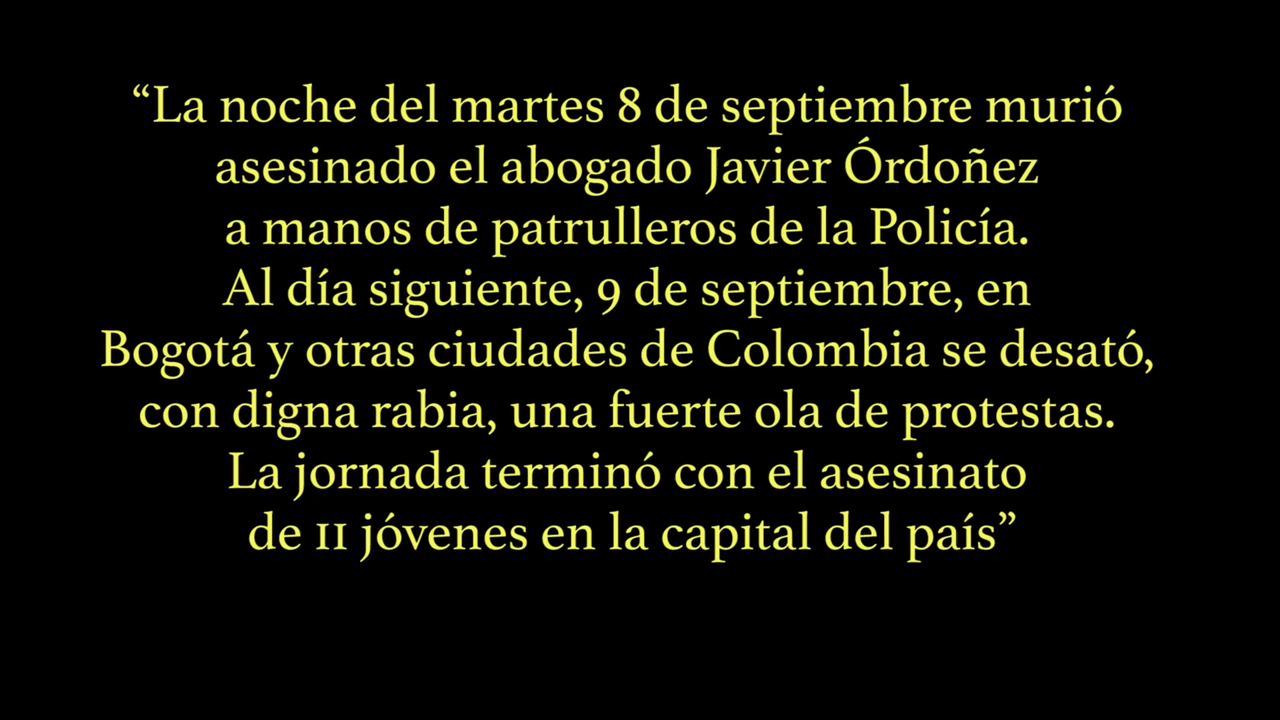 “La noche del martes 8 de septiembre murió
asesinado el abogado Javier Órdoñez
a manos de patrulleros de la Policía.
Al día siguiente, 9 de septiembre, en
Bogotá y otras ciudades de Colombia se desató,
con digna rabia, una fuerte ola de protestas.
La jornada terminó con el asesinato
de 11 jóvenes en la capital del país”